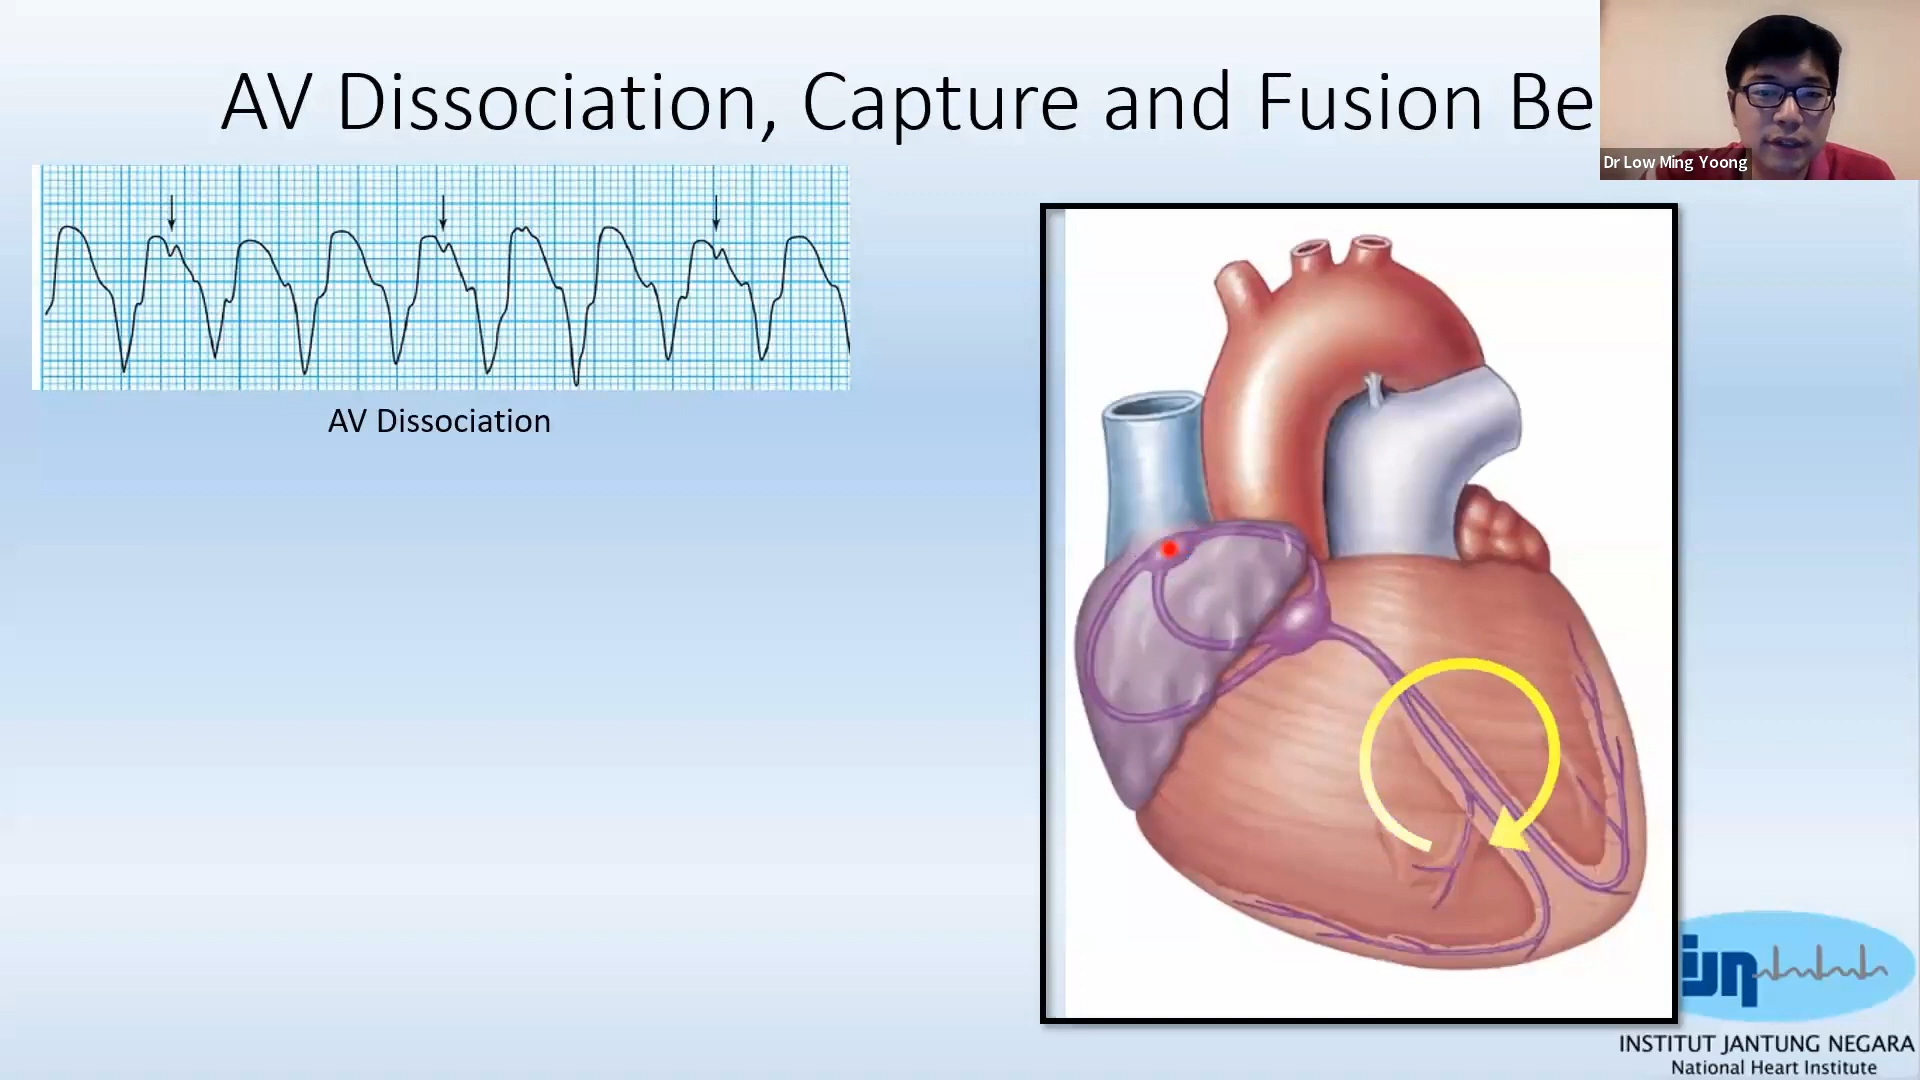 AV Dissociation, Capture and Fusion Be
Dr Low Ming Yoong
AV Dissociation
ijn
INSTITUT JANTUNG NEGARA
National Heart Institute